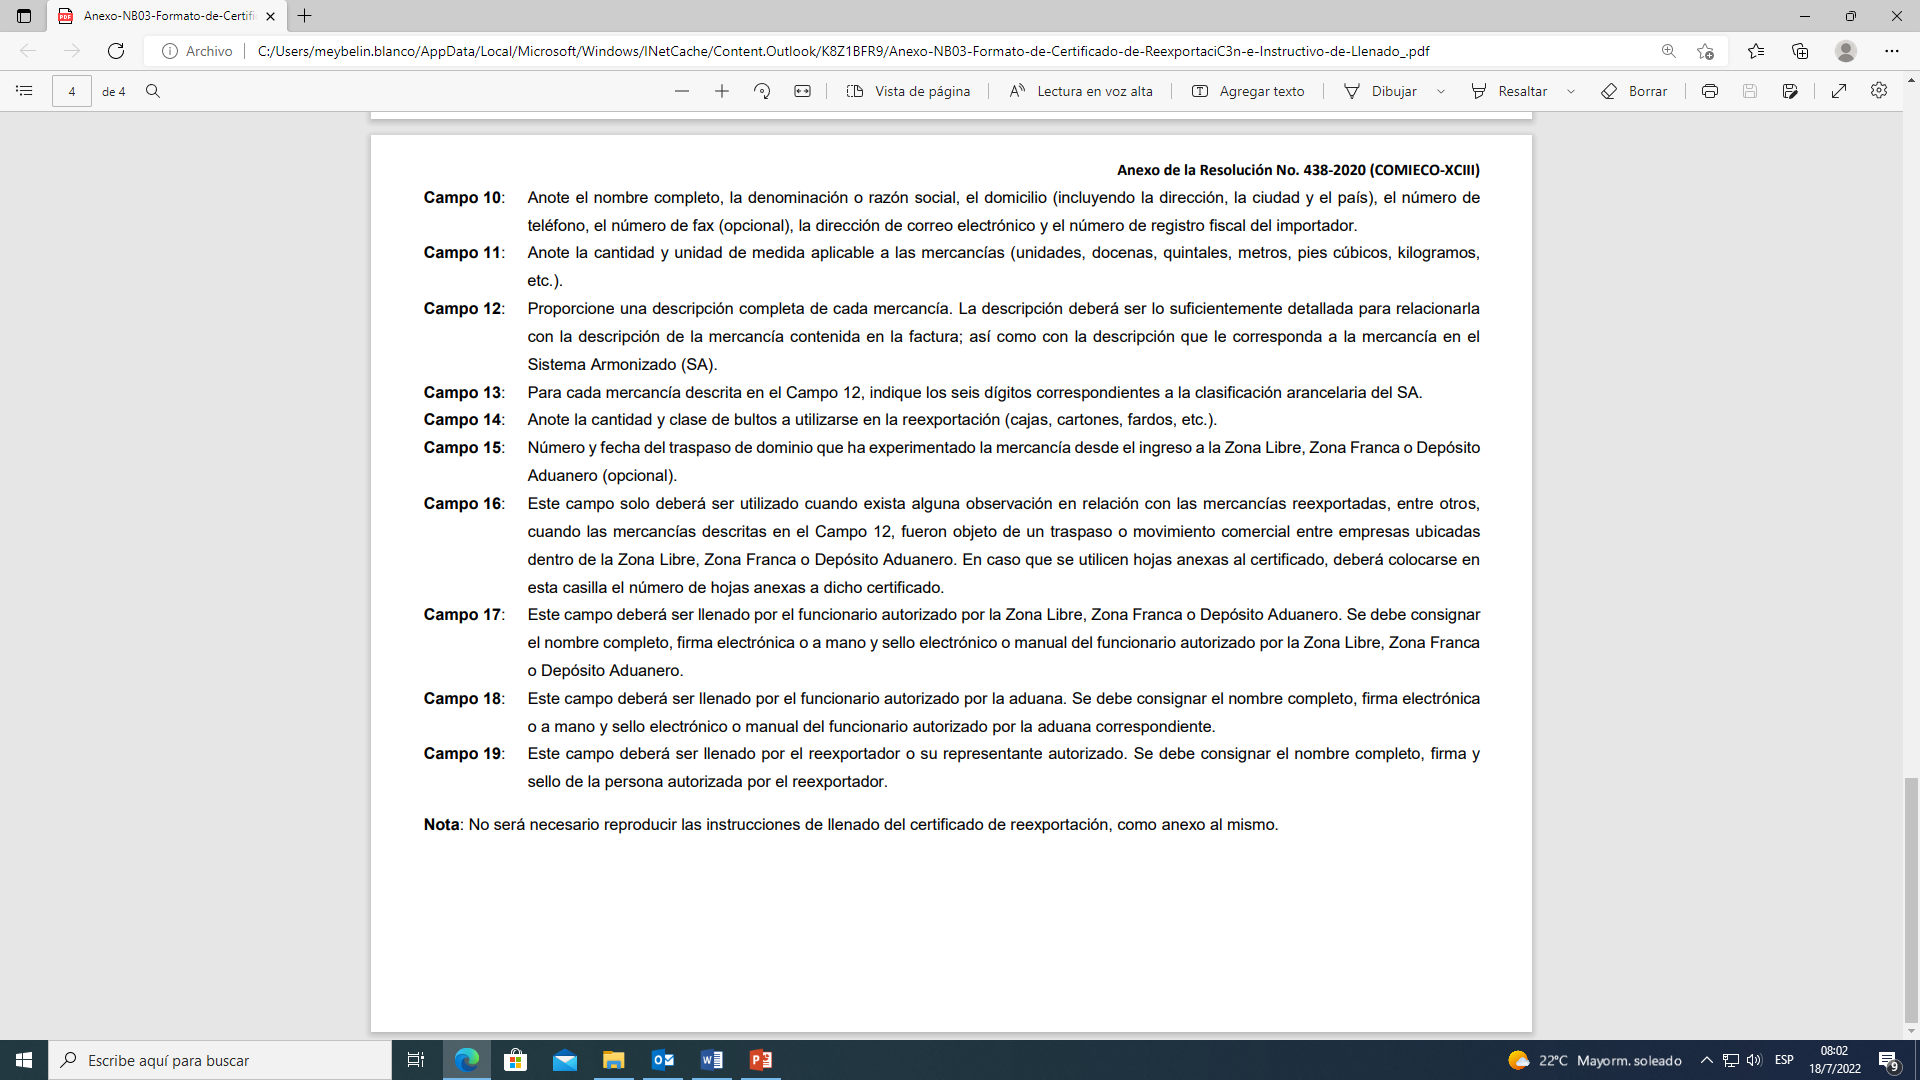 Anexo-NB03-Formato-de-Certifi
Archivo
C:/Users/meybelin.blanco/AppData/Local/Microsoft/Windows/INetCache/Content.Outlook/K8Z1BFR9/Anexo-NB03-Formato-de-Certificado-de-ReexportaciC3n-e-Instructivo-de-Llenado_.pdf
4 de 4
Vista de página
Lectura en voz alta
Agregar texto
Dibujar
Resaltar
Borrar
Anexo de la Resolución No. 438-2020 (COMIECO-XCIII)
Campo 10: Anote el nombre completo, la denominación o razón social, el domicilio (incluyendo la dirección, la ciudad y el país), el número de
teléfono, el número de fax (opcional), la dirección de correo electrónico y el número de registro fiscal del importador.
Campo 11: Anote la cantidad y unidad de medida aplicable a las mercancías (unidades, docenas, quintales, metros, pies cúbicos, kilogramos,
etc.).
Campo 12: Proporcione una descripción completa de cada mercancía. La descripción deberá ser lo suficientemente detallada para relacionarla
con la descripción de la mercancía contenida en la factura; así como con la descripción que le corresponda a la mercancía en el
Sistema Armonizado (SA).
Campo 13: Para cada mercancía descrita en el Campo 12, indique los seis dígitos correspondientes a la clasificación arancelaria del SA.
Campo 14: Anote la cantidad y clase de bultos a utilizarse en la reexportación (cajas, cartones, fardos, etc.).
Campo 15: Número y fecha del traspaso de dominio que ha experimentado la mercancía desde el ingreso a la Zona Libre, Zona Franca o Depósito
Aduanero (opcional).
Campo 16: Este campo solo deberá ser utilizado cuando exista alguna observación en relación con las mercancías reexportadas, entre otros,
cuando las mercancías descritas en el Campo 12, fueron objeto de un traspaso o movimiento comercial entre empresas ubicadas
dentro de la Zona Libre, Zona Franca o Depósito Aduanero. En caso que se utilicen hojas anexas al certificado, deberá colocarse en
esta casilla el número de hojas anexas a dicho certificado.
Campo 17: Este campo deberá ser llenado por el funcionario autorizado por la Zona Libre, Zona Franca o Depósito Aduanero. Se debe consignar
el nombre completo, firma electrónica o a mano y sello electrónico o manual del funcionario autorizado por la Zona Libre, Zona Franca
o Depósito Aduanero.
Campo 18: Este campo deberá ser llenado por el funcionario autorizado por la aduana. Se debe consignar el nombre completo, firma electrónica
o a mano y sello electrónico o manual del funcionario autorizado por la aduana correspondiente.
Campo 19: Este campo deberá ser llenado por el reexportador o su representante autorizado. Se debe consignar el nombre completo, firma y
sello de la persona autorizada por el reexportador.
Nota: No será necesario reproducir las instrucciones de llenado del certificado de reexportación, como anexo al mismo.
Escribe aquí para buscar
22°C Mayorm. soleado
ESP
08:02
18/7/2022
9